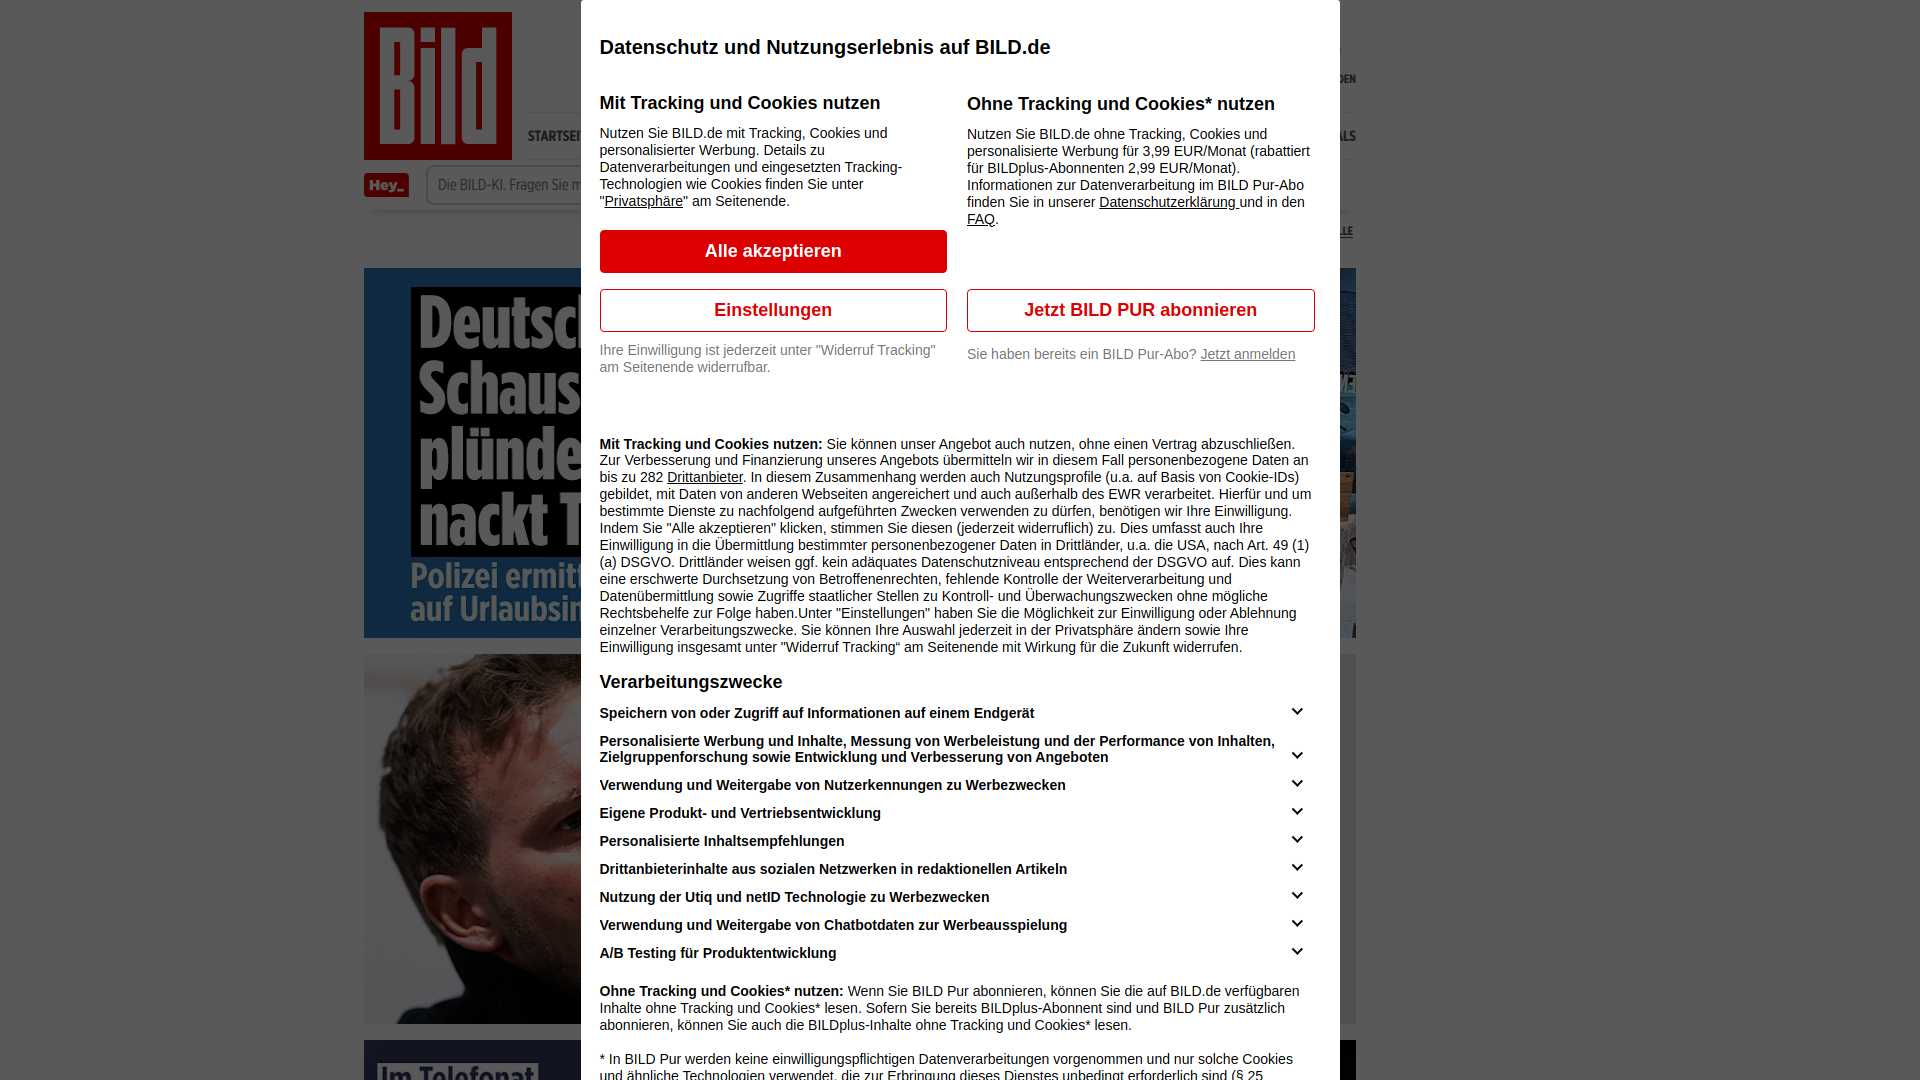 Bild
STARTSEI
Hey_
Die BILD-KI. Fragen Sie m
Deutsc
Schaus
plünde
nackt T
Polizei ermitt
auf Urlaubsin
Im Telefonat
DEN
ALS
LLE
Datenschutz und Nutzungserlebnis auf BILD.de
Mit Tracking und Cookies nutzen
Nutzen Sie BILD.de mit Tracking, Cookies und
personalisierter Werbung. Details zu
Datenverarbeitungen und eingesetzten Tracking-
Technologien wie Cookies finden Sie unter
"Privatsphäre" am Seitenende.
Alle akzeptieren
Einstellungen
Ihre Einwilligung ist jederzeit unter "Widerruf Tracking"
am Seitenende widerrufbar.
Ohne Tracking und Cookies* nutzen
Nutzen Sie BILD.de ohne Tracking, Cookies und
personalisierte Werbung für 3,99 EUR/Monat (rabattiert
für BILDplus-Abonnenten 2,99 EUR/Monat).
Informationen zur Datenverarbeitung im BILD Pur-Abo
finden Sie in unserer Datenschutzerklärung und in den
FAQ.
Jetzt BILD PUR abonnieren
Sie haben bereits ein BILD Pur-Abo? Jetzt anmelden
Mit Tracking und Cookies nutzen: Sie können unser Angebot auch nutzen, ohne einen Vertrag abzuschließen.
Zur Verbesserung und Finanzierung unseres Angebots übermitteln wir in diesem Fall personenbezogene Daten an
bis zu 282 Drittanbieter. In diesem Zusammenhang werden auch Nutzungsprofile (u.a. auf Basis von Cookie-IDs)
gebildet, mit Daten von anderen Webseiten angereichert und auch außerhalb des EWR verarbeitet. Hierfür und um
bestimmte Dienste zu nachfolgend aufgeführten Zwecken verwenden zu dürfen, benötigen wir Ihre Einwilligung.
Indem Sie "Alle akzeptieren" klicken, stimmen Sie diesen (jederzeit widerruflich) zu. Dies umfasst auch Ihre
Einwilligung in die Übermittlung bestimmter personenbezogener Daten in Drittländer, u.a. die USA, nach Art. 49 (1)
(a) DSGVO. Drittländer weisen ggf. kein adäquates Datenschutzniveau entsprechend der DSGVO auf. Dies kann
eine erschwerte Durchsetzung von Betroffenenrechten, fehlende Kontrolle der Weiterverarbeitung und
Datenübermittlung sowie Zugriffe staatlicher Stellen zu Kontroll- und Überwachungszwecken ohne mögliche
Rechtsbehelfe zur Folge haben.Unter "Einstellungen" haben Sie die Möglichkeit zur Einwilligung oder Ablehnung
einzelner Verarbeitungszwecke. Sie können Ihre Auswahl jederzeit in der Privatsphäre ändern sowie Ihre
Einwilligung insgesamt unter "Widerruf Tracking“ am Seitenende mit Wirkung für die Zukunft widerrufen.
Verarbeitungszwecke
Speichern von oder Zugriff auf Informationen auf einem Endgerät
Personalisierte Werbung und Inhalte, Messung von Werbeleistung und der Performance von Inhalten,
Zielgruppenforschung sowie Entwicklung und Verbesserung von Angeboten
Verwendung und Weitergabe von Nutzerkennungen zu Werbezwecken
Eigene Produkt- und Vertriebsentwicklung
Personalisierte Inhaltsempfehlungen
Drittanbieterinhalte aus sozialen Netzwerken in redaktionellen Artikeln
Nutzung der Utiq und netID Technologie zu Werbezwecken
Verwendung und Weitergabe von Chatbotdaten zur Werbeausspielung
A/B Testing für Produktentwicklung
Ohne Tracking und Cookies* nutzen: Wenn Sie BILD Pur abonnieren, können Sie die auf BILD.de verfügbaren
Inhalte ohne Tracking und Cookies* lesen. Sofern Sie bereits BILDplus-Abonnent sind und BILD Pur zusätzlich
abonnieren, können Sie auch die BILDplus-Inhalte ohne Tracking und Cookies* lesen.
* In BILD Pur werden keine einwilligungspflichtigen Datenverarbeitungen vorgenommen und nur solche Cookies
und ähnliche Technologien verwendet, die zur Erbringung dieses Dienstes unbedingt erforderlich sind (§ 25